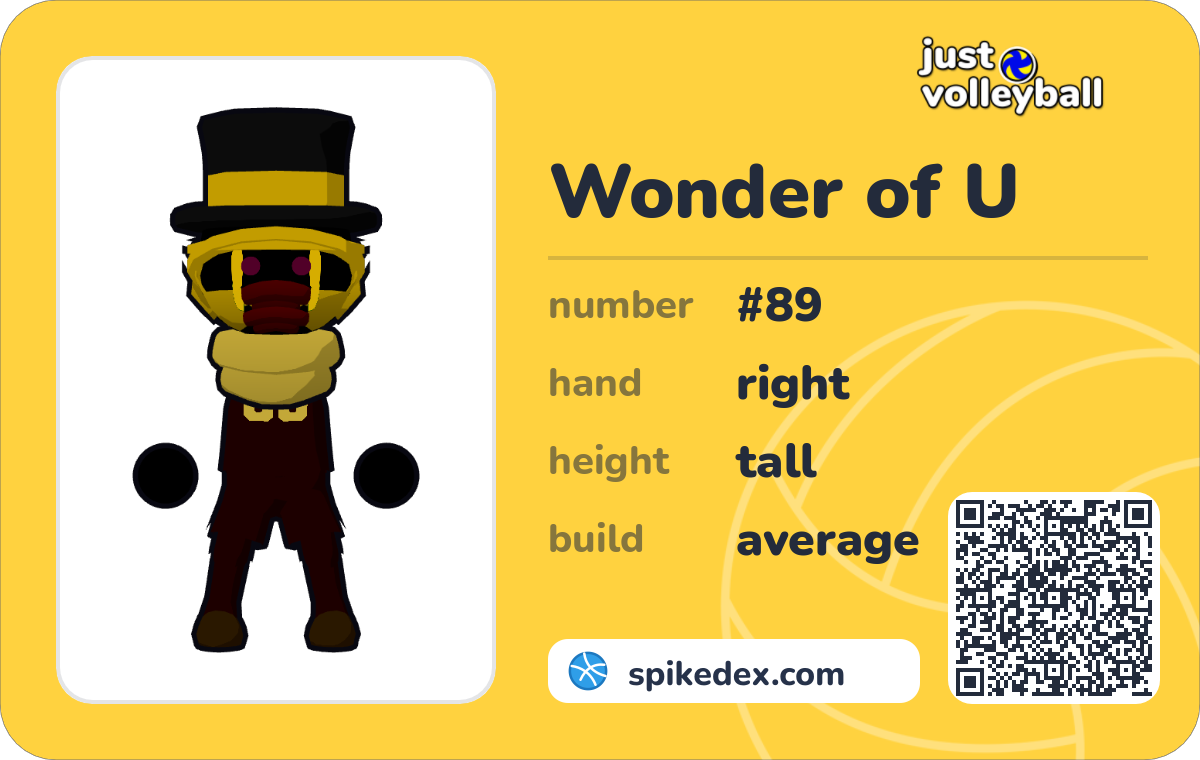 just
volleyball
Wonder of U
number #89
hand right
height tall
build average
spikedex.com